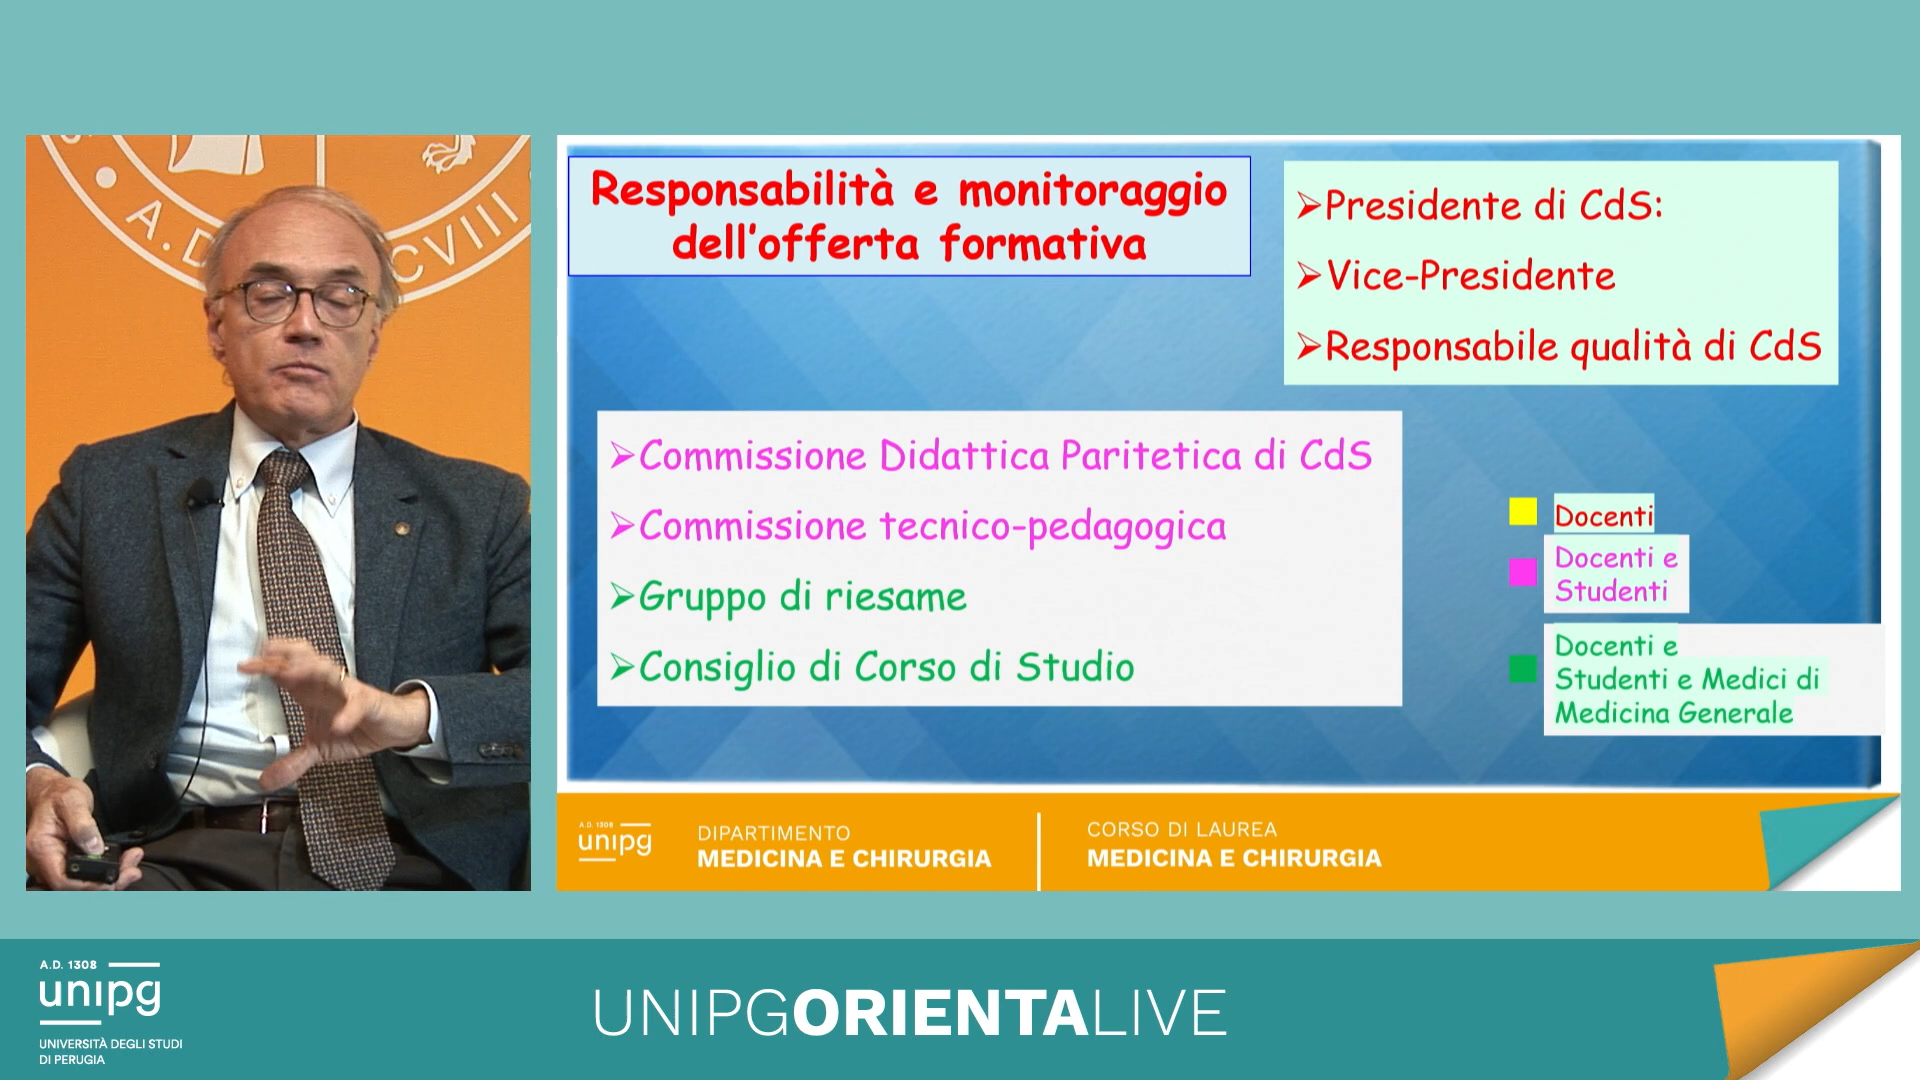 A.D.
CVIII
Responsabilità e monitoraggio
dell'offerta formativa
➢Presidente di CdS:
➢Vice-Presidente
➢Responsabile qualità di CdS
➢Commissione Didattica Paritetica di CdS
➢Commissione tecnico-pedagogica
➢Gruppo di riesame
➢Consiglio di Corso di Studio
Docenti
Docenti e
Studenti
Docenti e
Studenti e Medici di
Medicina Generale
A.D. 1308
unipg
DIPARTIMENTO
MEDICINA E CHIRURGIA
CORSO DI LAUREA
MEDICINA E CHIRURGIA
A.D. 1308
unipg
UNIVERSITÀ DEGLI STUDI
DI PERUGIA
UNIPGORIENTALIVE